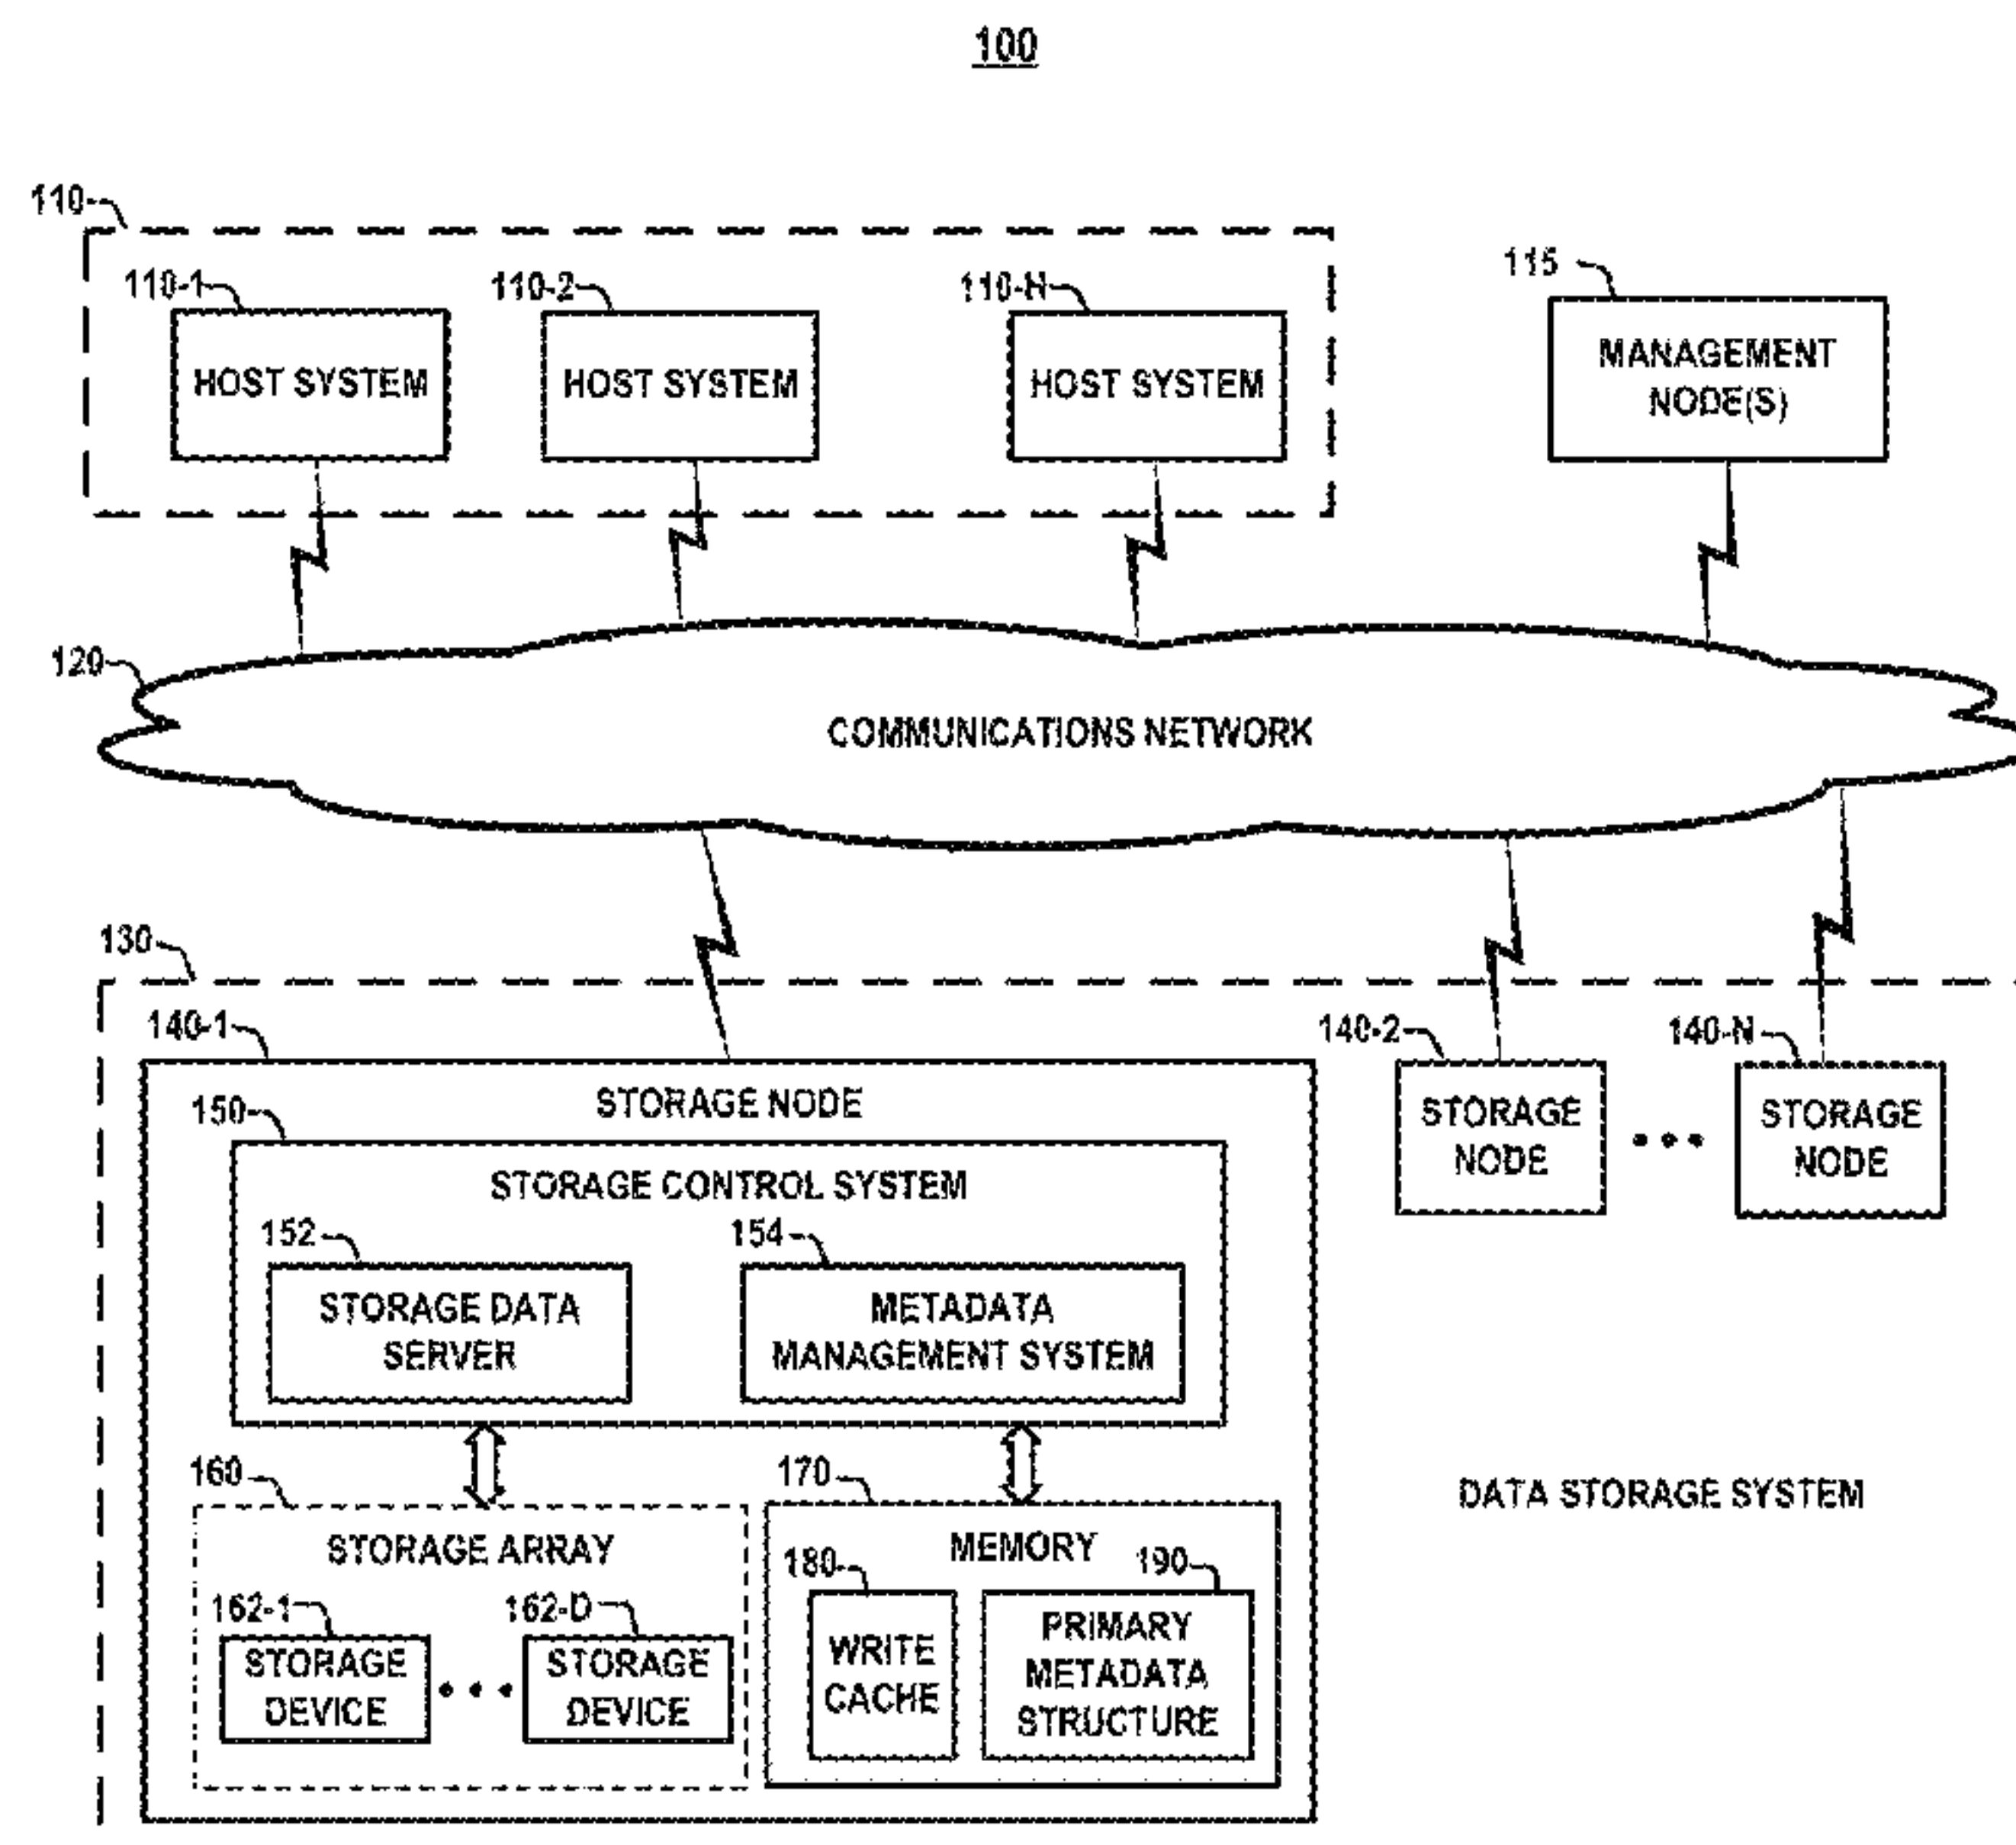 100
110
110-1
110-2
110-H
115
HOST SYSTEM
HOST SYSTEM
HOST SYSTEM
MANAGEMENT
NODE(S)
120
COMMUNICATIONS NETWORK
130
140-1
140-2
140-N
STORAGE NODE
STORAGE
NODE
STORAGE
NODE
150
STORAGE CONTROL SYSTEM
152
154
STORAGE DATA
SERVER
METADATA
MANAGEMENT SYSTEM
160
170
DATA STORAGE SYSTEM
STORAGE ARRAY
MEMORY
180
190
162-1
162-D
STORAGE
DEVICE
STORAGE
DEVICE
WRITE
CACHE
PRIMARY
METADATA
STRUCTURE